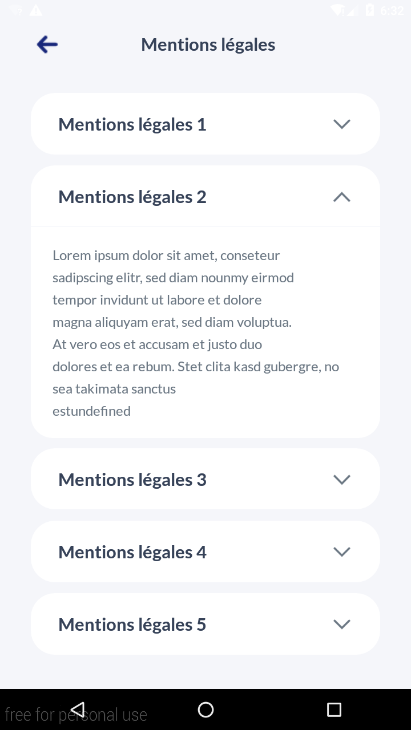 6:32
Mentions légales
Mentions légales 1
Mentions légales 2
Lorem ipsum dolor sit amet, conseteur
sadipscing elitr, sed diam nounmy eirmod
tempor invidunt ut labore et dolore
magna aliquyam erat, sed diam voluptua.
At vero eos et accusam et justo duo
dolores et ea rebum. Stet clita kasd gubergre, no
sea takimata sanctus
estundefined
Mentions légales 3
Mentions légales 4
Mentions légales 5
free for personal use